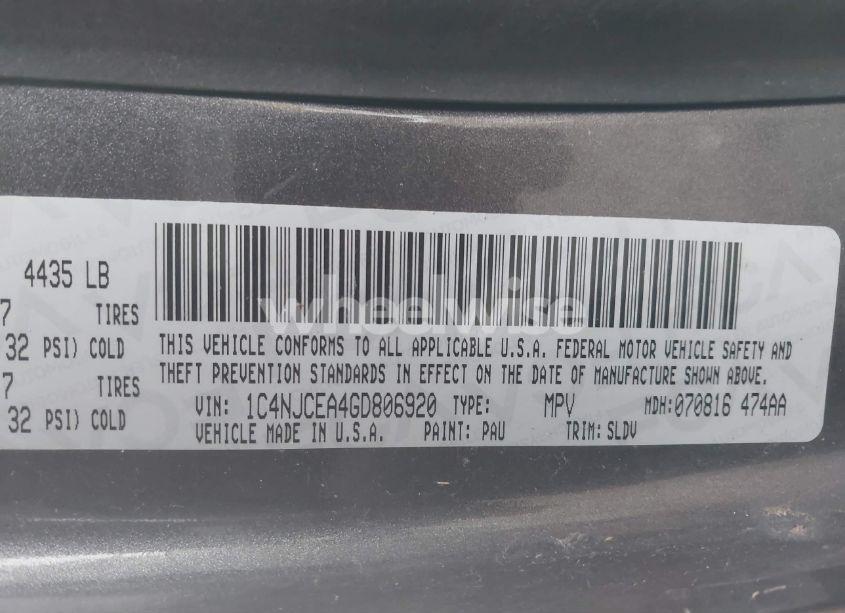 4435 LB
7 TIRES
32 PSI) COLD
7 TIRES
32 PSI) COLD
wheelwise
THIS VEHICLE CONFORMS TO ALL APPLICABLE U.S.A. FEDERAL MOTOR VEHICLE SAFETY AND
THEFT PREVENTION STANDARDS IN EFFECT ON THE DATE OF MANUFACTURE SHOWN ABOVE.
VIN: 1C4NJCEA4GD806920 TYPE: MPV MDH:070816 474AA
VEHICLE MADE IN U.S.A. PAINT: PAU TRIM: SLDV